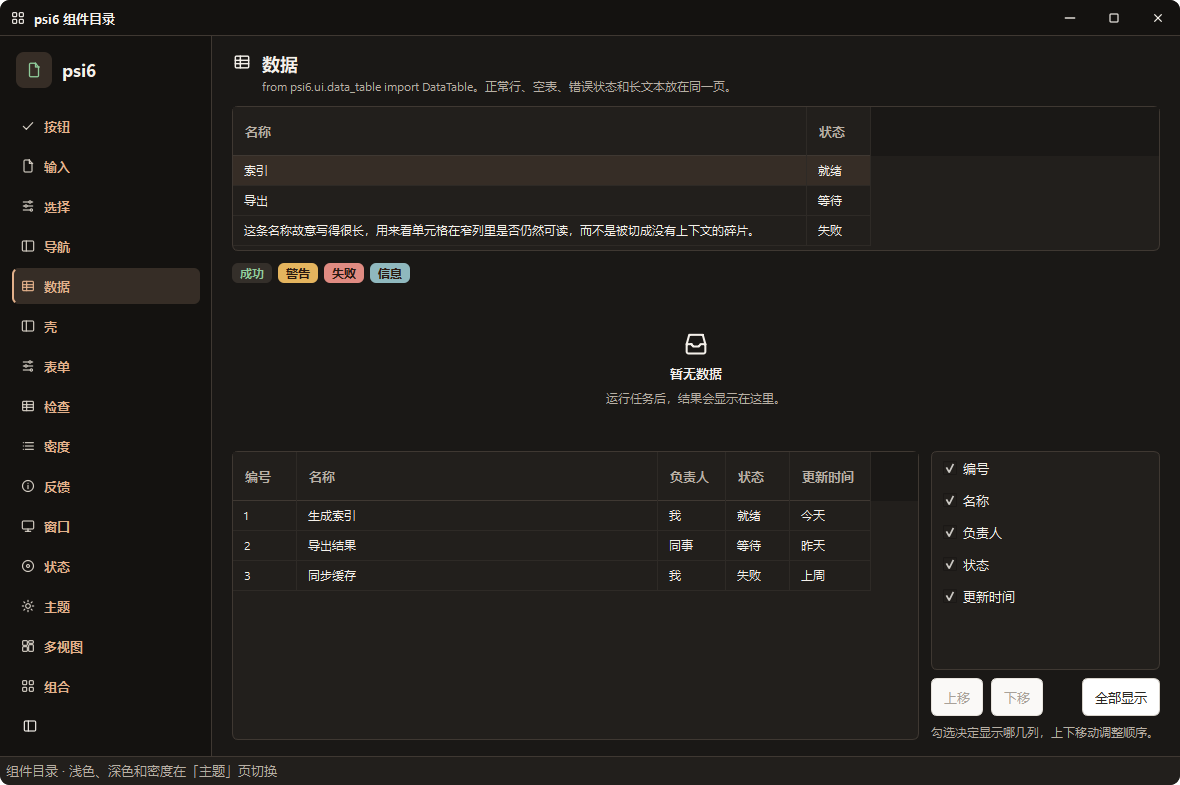 psi6 组件目录
psi6
按钮
输入
选择
导航
数据
壳
表单
检查
密度
反馈
窗口
状态
主题
多视图
组合
数据
from psi6.ui.data_table import DataTable。正常行、空表、错误状态和长文本放在同一页。
名称 状态
索引 就绪
导出 等待
这条名称故意写得很长，用来看单元格在窄列里是否仍然可读，而不是被切成没有上下文的碎片。 失败
成功 警告 失败 信息
暂无数据
运行任务后，结果会显示在这里。
编号 名称 负责人 状态 更新时间
1 生成索引 我 就绪 今天
2 导出结果 同事 等待 昨天
3 同步缓存 我 失败 上周
编号
名称
负责人
状态
更新时间
上移 下移 全部显示
勾选决定显示哪几列，上下移动调整顺序。
组件目录 · 浅色、深色和密度在「主题」页切换